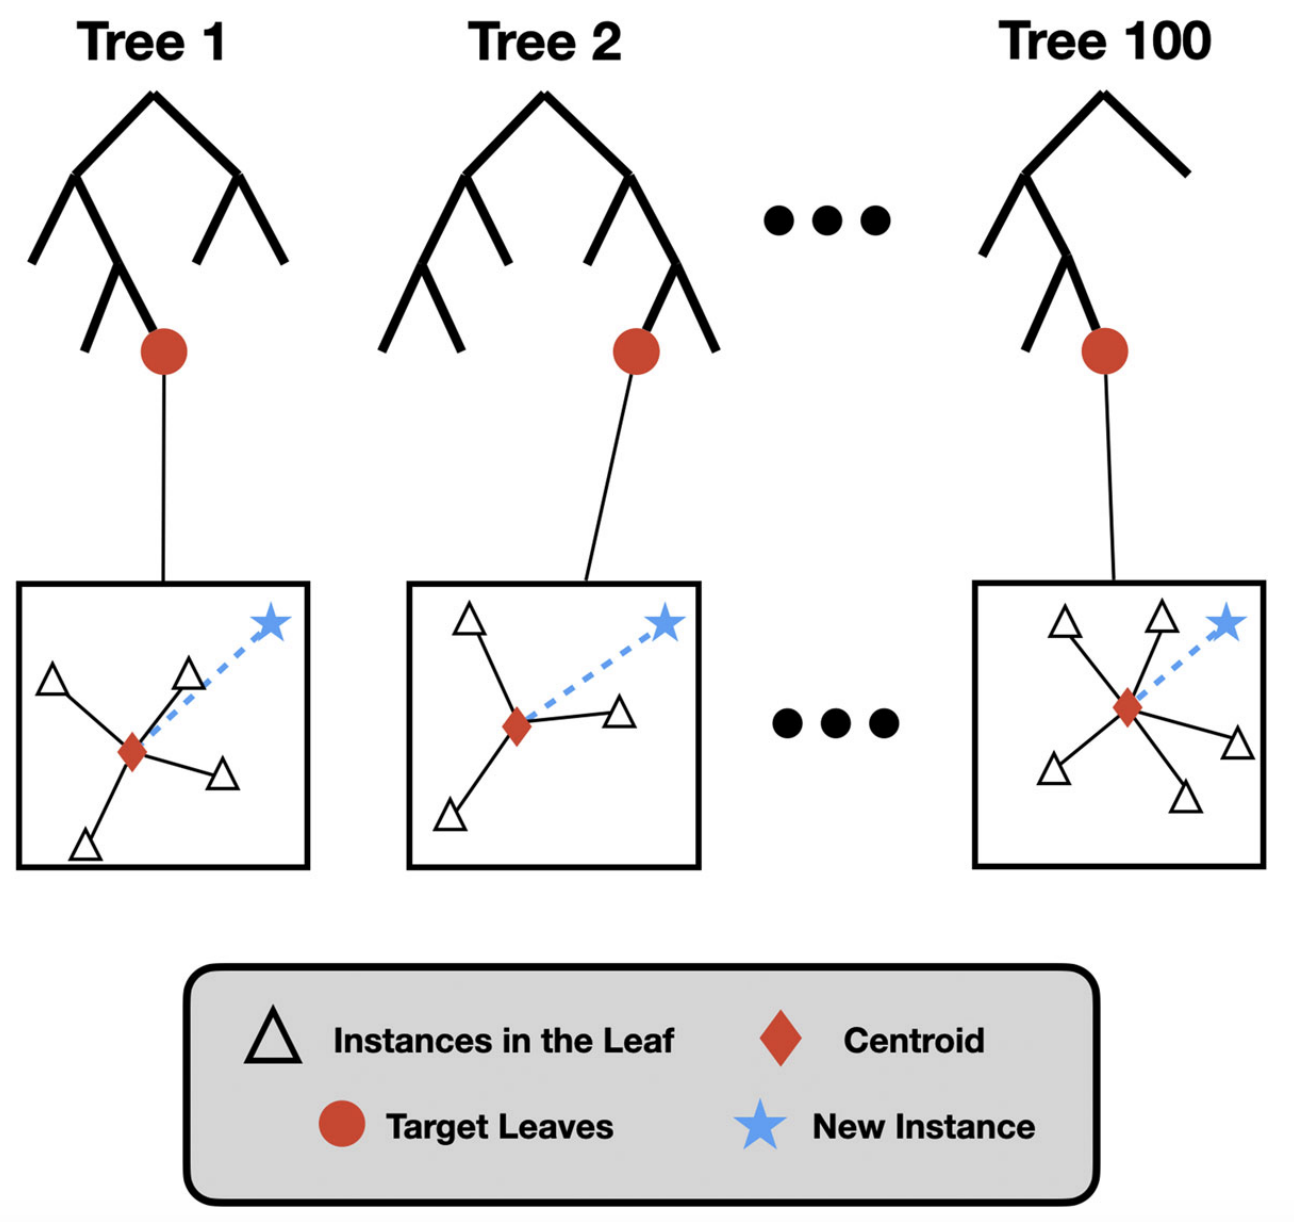 Tree 1
Tree 2
Tree 100
Instances in the Leaf
Centroid
Target Leaves
New Instance